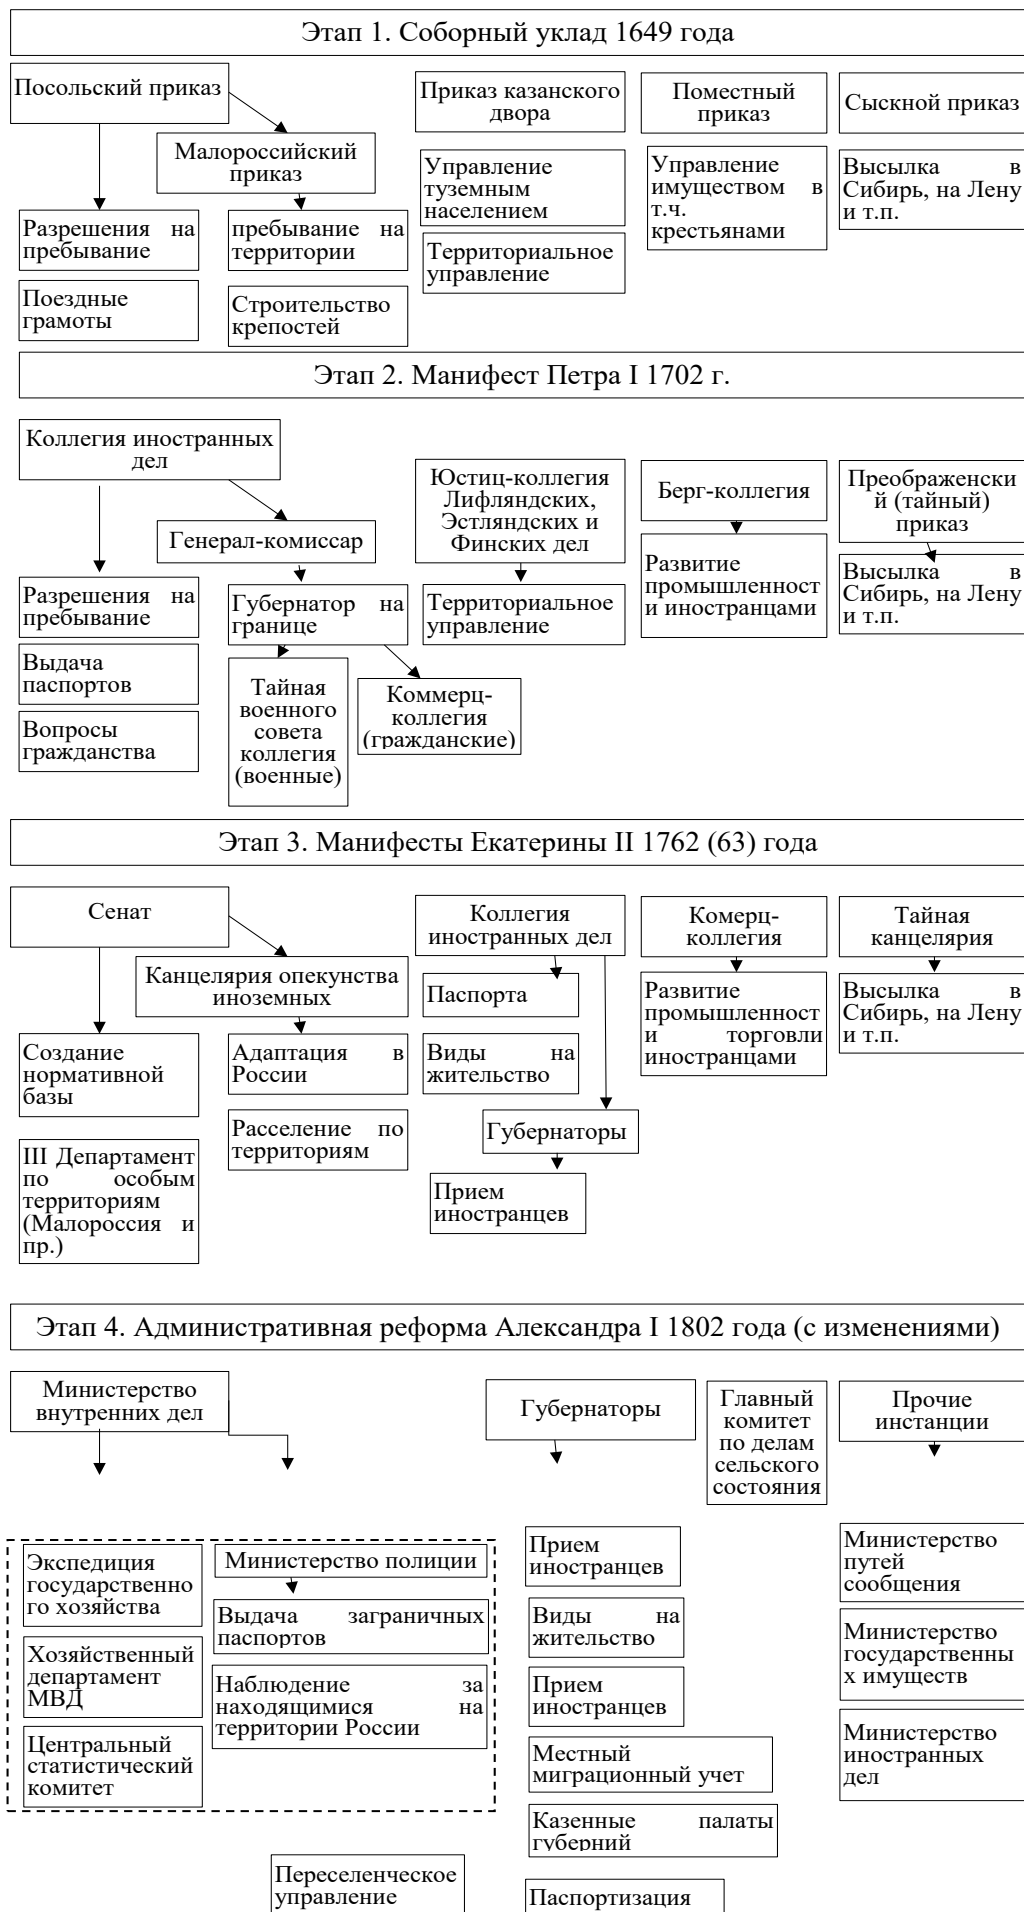 Этап 1. Соборный уклад 1649 года
Посольский приказ
Малороссийский
приказ
Разрешения на
пребывание
Поездные
грамоты
пребывание на
территории
Строительство
крепостей
Приказ казанского
двора
Управление
туземным
населением
Территориальное
управление
Поместный
приказ
Управление
имуществом в
т.ч.
крестьянами
Сыскной приказ
Высылка в
Сибирь, на Лену
и т.п.
Этап 2. Манифест Петра I 1702 г.
Коллегия иностранных
дел
Генерал-комиссар
Разрешения на
пребывание
Выдача
паспортов
Вопросы
гражданства
Губернатор на
границе
Тайная
военного
совета
коллегия
(военные)
Коммерц-
коллегия
(гражданские)
Юстиц-коллегия
Лифляндских,
Эстляндских и
Финских дел
Территориальное
управление
Берг-коллегия
Развитие
промышленност
и иностранцами
Преображенски
й (тайный)
приказ
Высылка в
Сибирь, на Лену
и т.п.
Этап 3. Манифесты Екатерины II 1762 (63) года
Сенат
Канцелярия опекунства
иноземных
Создание
нормативной
базы
III Департамент
по особым
территориям
(Малороссия и
пр.)
Адаптация в
России
Расселение по
территориям
Коллегия
иностранных дел
Паспорта
Виды на
жительство
Губернаторы
Прием
иностранцев
Комерц-
коллегия
Развитие
промышленност
и торговли
иностранцами
Тайная
канцелярия
Высылка в
Сибирь, на Лену
и т.п.
Этап 4. Административная реформа Александра I 1802 года (с изменениями)
Министерство
внутренних дел
Экспедиция
государственно
го хозяйства
Хозяйственный
департамент
МВД
Центральный
статистический
комитет
Министерство полиции
Выдача заграничных
паспортов
Наблюдение за
находящимися на
территории России
Переселенческое
управление
Губернаторы
Прием
иностранцев
Виды на
жительство
Прием
иностранцев
Местный
миграционный учет
Казенные палаты
губерний
Паспортизация
Главный
комитет
по делам
сельского
состояния
Прочие
инстанции
Министерство
путей
сообщения
Министерство
государственны
х имуществ
Министерство
иностранных
дел